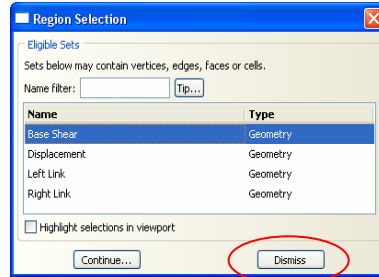 Region Selection
Eligible Sets
Sets below may contain vertices, edges, faces or cells.
Name filter: Tip...
Name Type
Base Shear Geometry
Displacement Geometry
Left Link Geometry
Right Link Geometry
Highlight selections in viewport
Continue... Dismiss